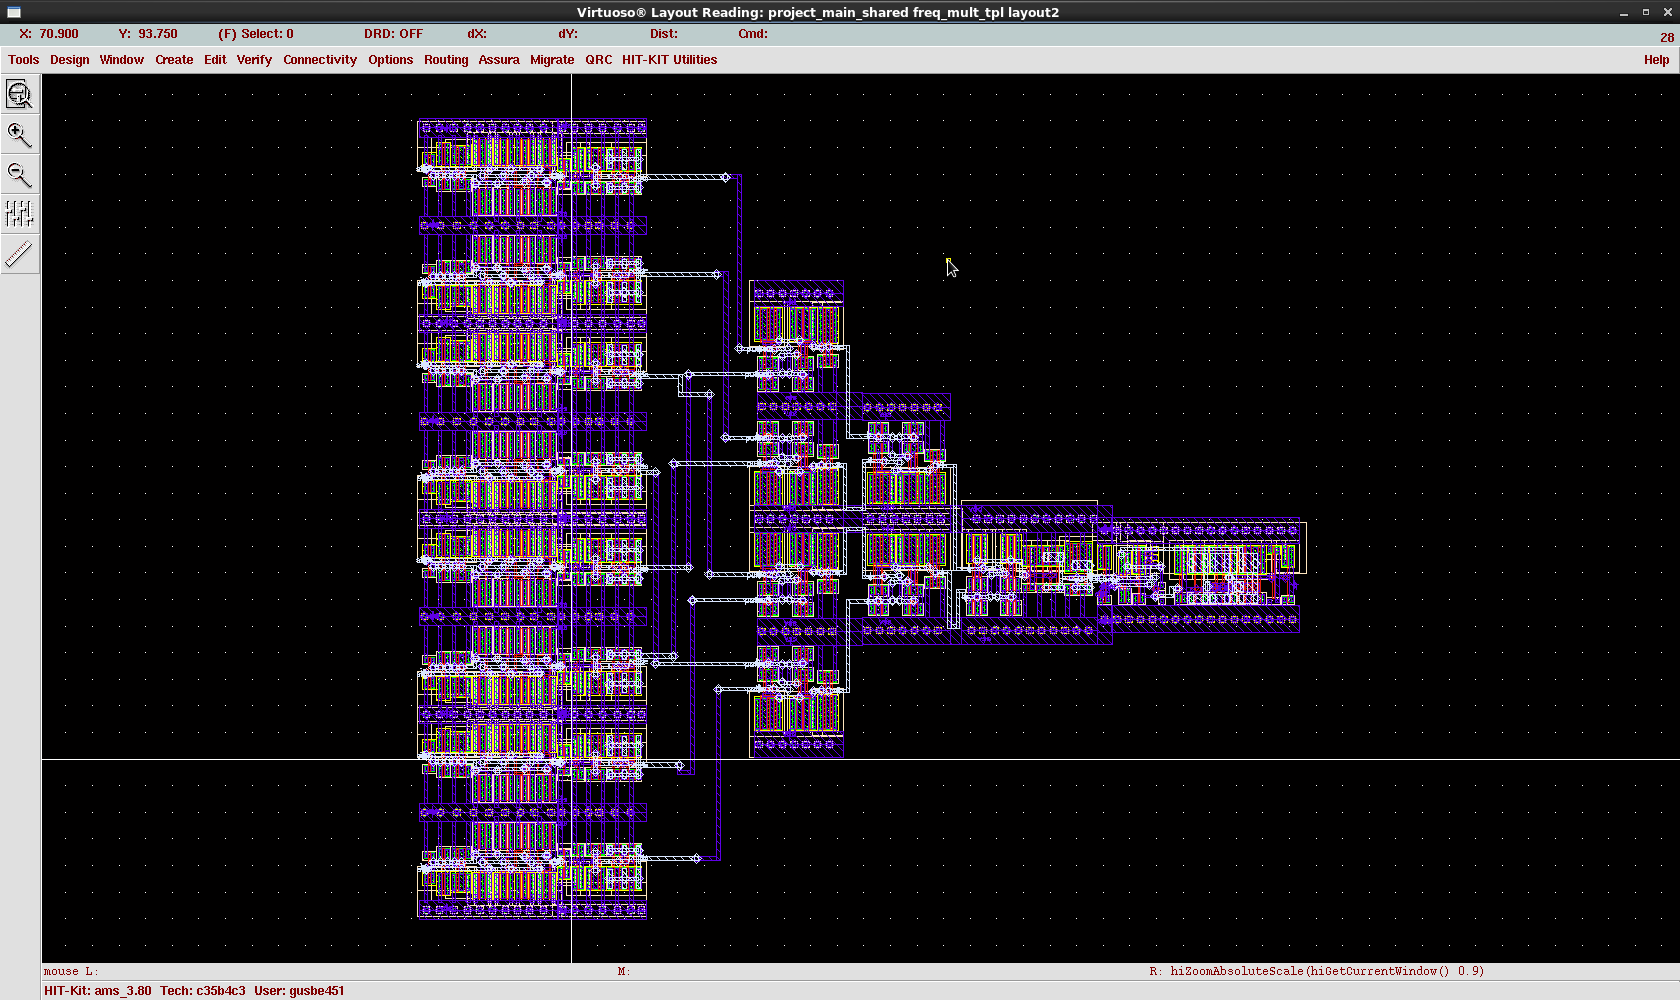 Virtuoso® Layout Reading: project_main_shared freq_mult_tpl layout2
X: 70.900 Y: 93.750 (F) Select: 0 DRD: OFF dX: dY: Dist: Cmd:
28
Tools Design Window Create Edit Verify Connectivity Options Routing Assura Migrate QRC HIT-KIT Utilities Help
mouse L: M: R: hiZoomAbsoluteScale(hiGetCurrentWindow() 0.9)
HIT-Kit: ams_3.80 Tech: c35b4c3 User: gusbe451